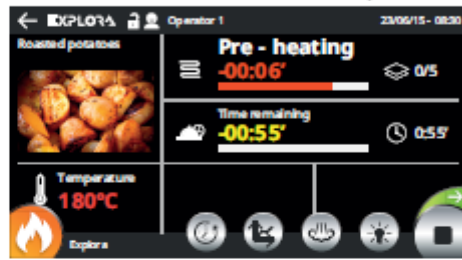 EXPLORA Operator 1 23/06/15 - 08:30
Roasted potatoes
Pre - heating
-00:06′
0/5
Time remaining
-00:55′
0:55′
Temperature
180°C
Explora